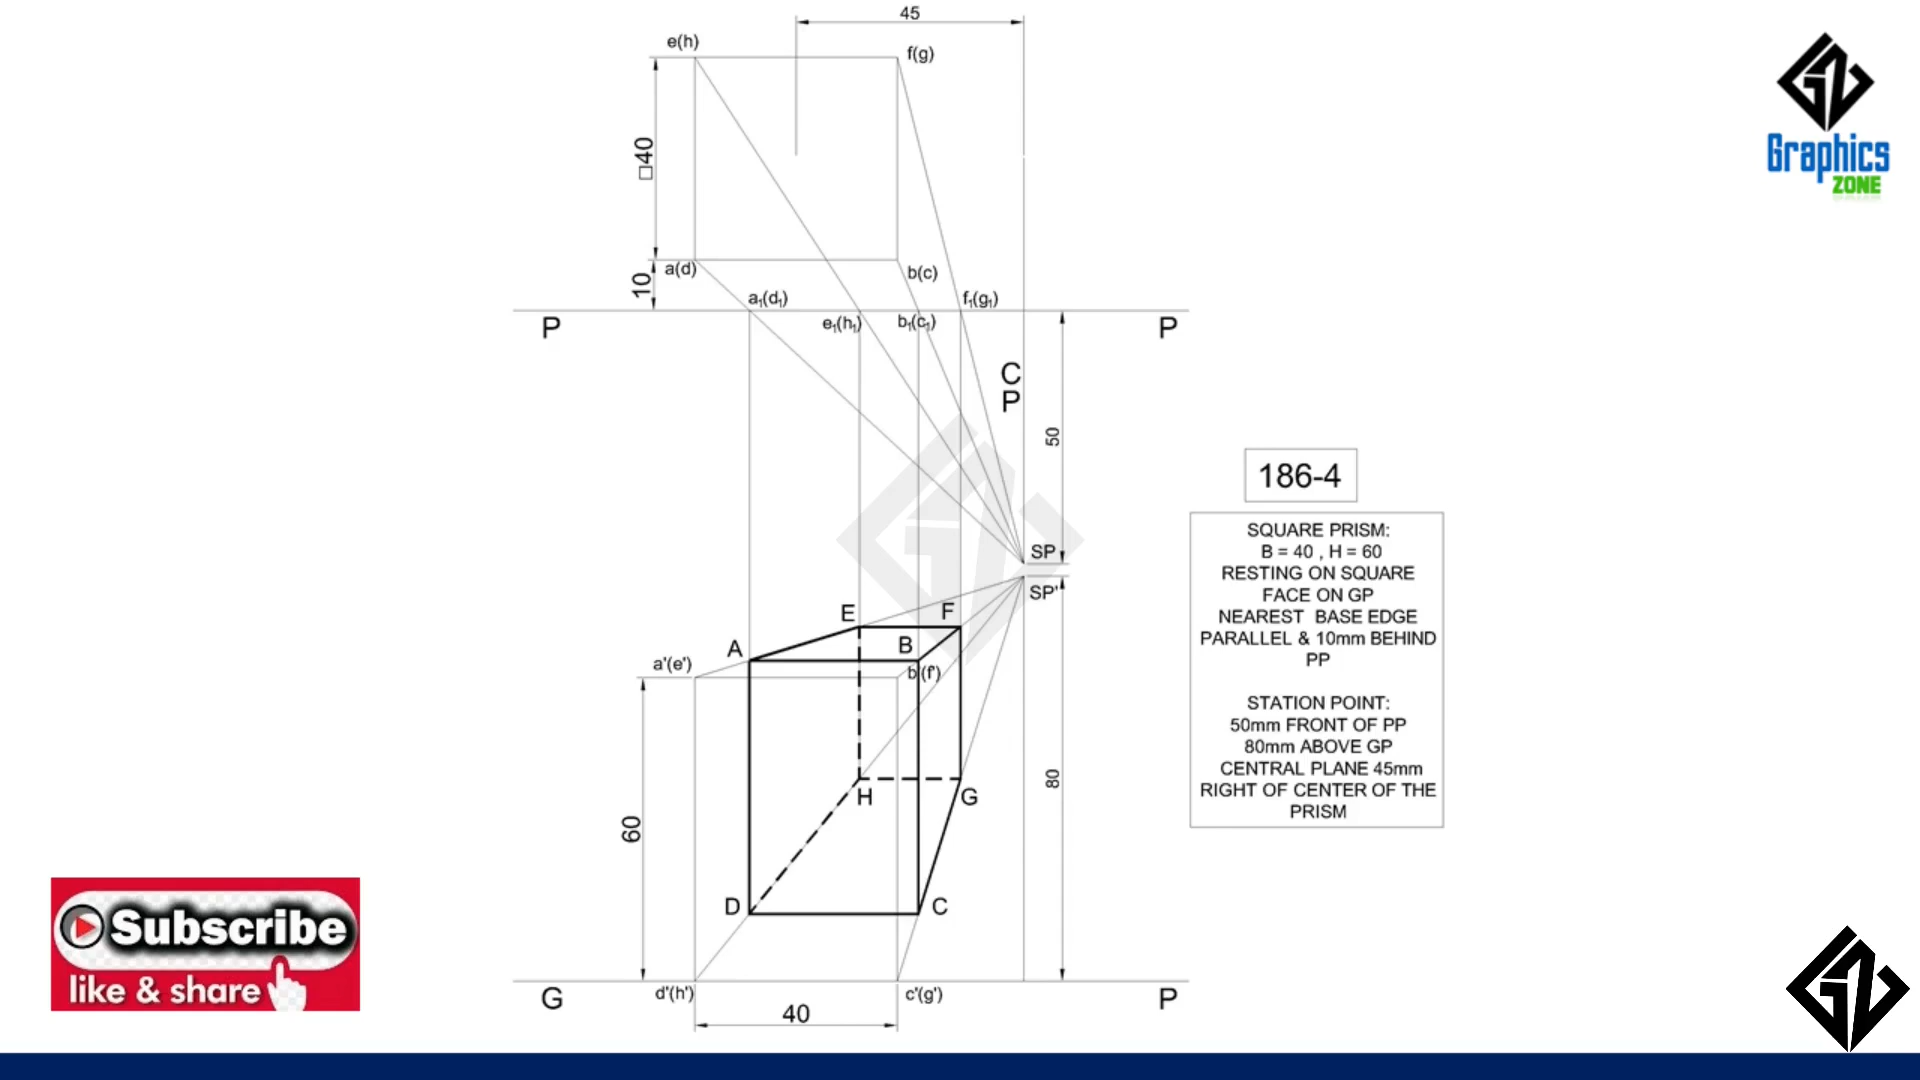 45
e(h)
f(g)
□40
a(d)
b(c)
10
a₁(d₁)
f₁(g₁)
e₁(h₁)
b₁(c₁)
P
P
C
P
50
SP
SP'
E
F
A
B
a'(e')
b'(f')
H
G
60
80
D
C
G
d'(h')
c'(g')
P
40
186-4
SQUARE PRISM:
B = 40 , H = 60
RESTING ON SQUARE
FACE ON GP
NEAREST BASE EDGE
PARALLEL & 10mm BEHIND
PP
STATION POINT:
50mm FRONT OF PP
80mm ABOVE GP
CENTRAL PLANE 45mm
RIGHT OF CENTER OF THE
PRISM
Graphics
ZONE
Subscribe
like & share